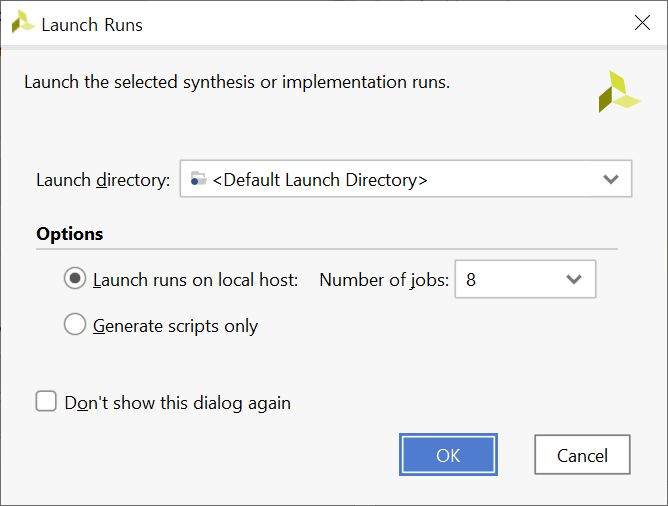 Launch Runs
Launch the selected synthesis or implementation runs.
Launch directory: <Default Launch Directory>
Options
Launch runs on local host: Number of jobs: 8
Generate scripts only
Don't show this dialog again
OK Cancel